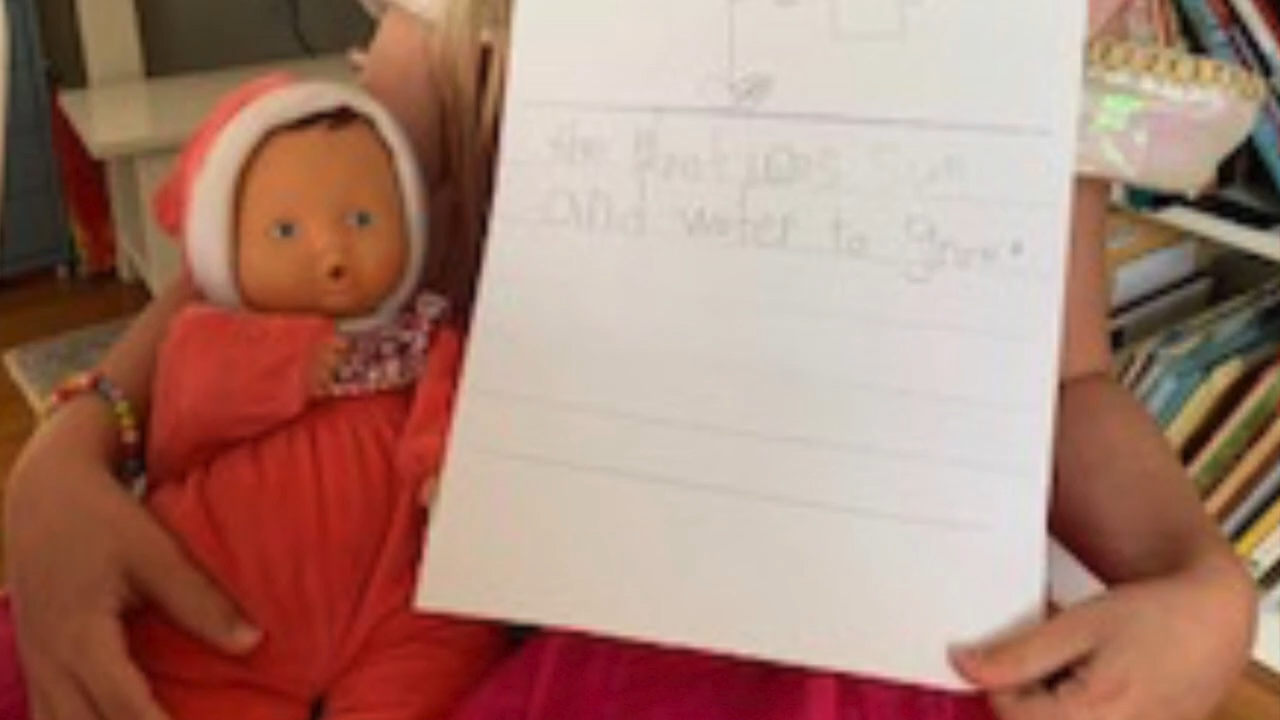 the Plant uses Sun
and water to grow.